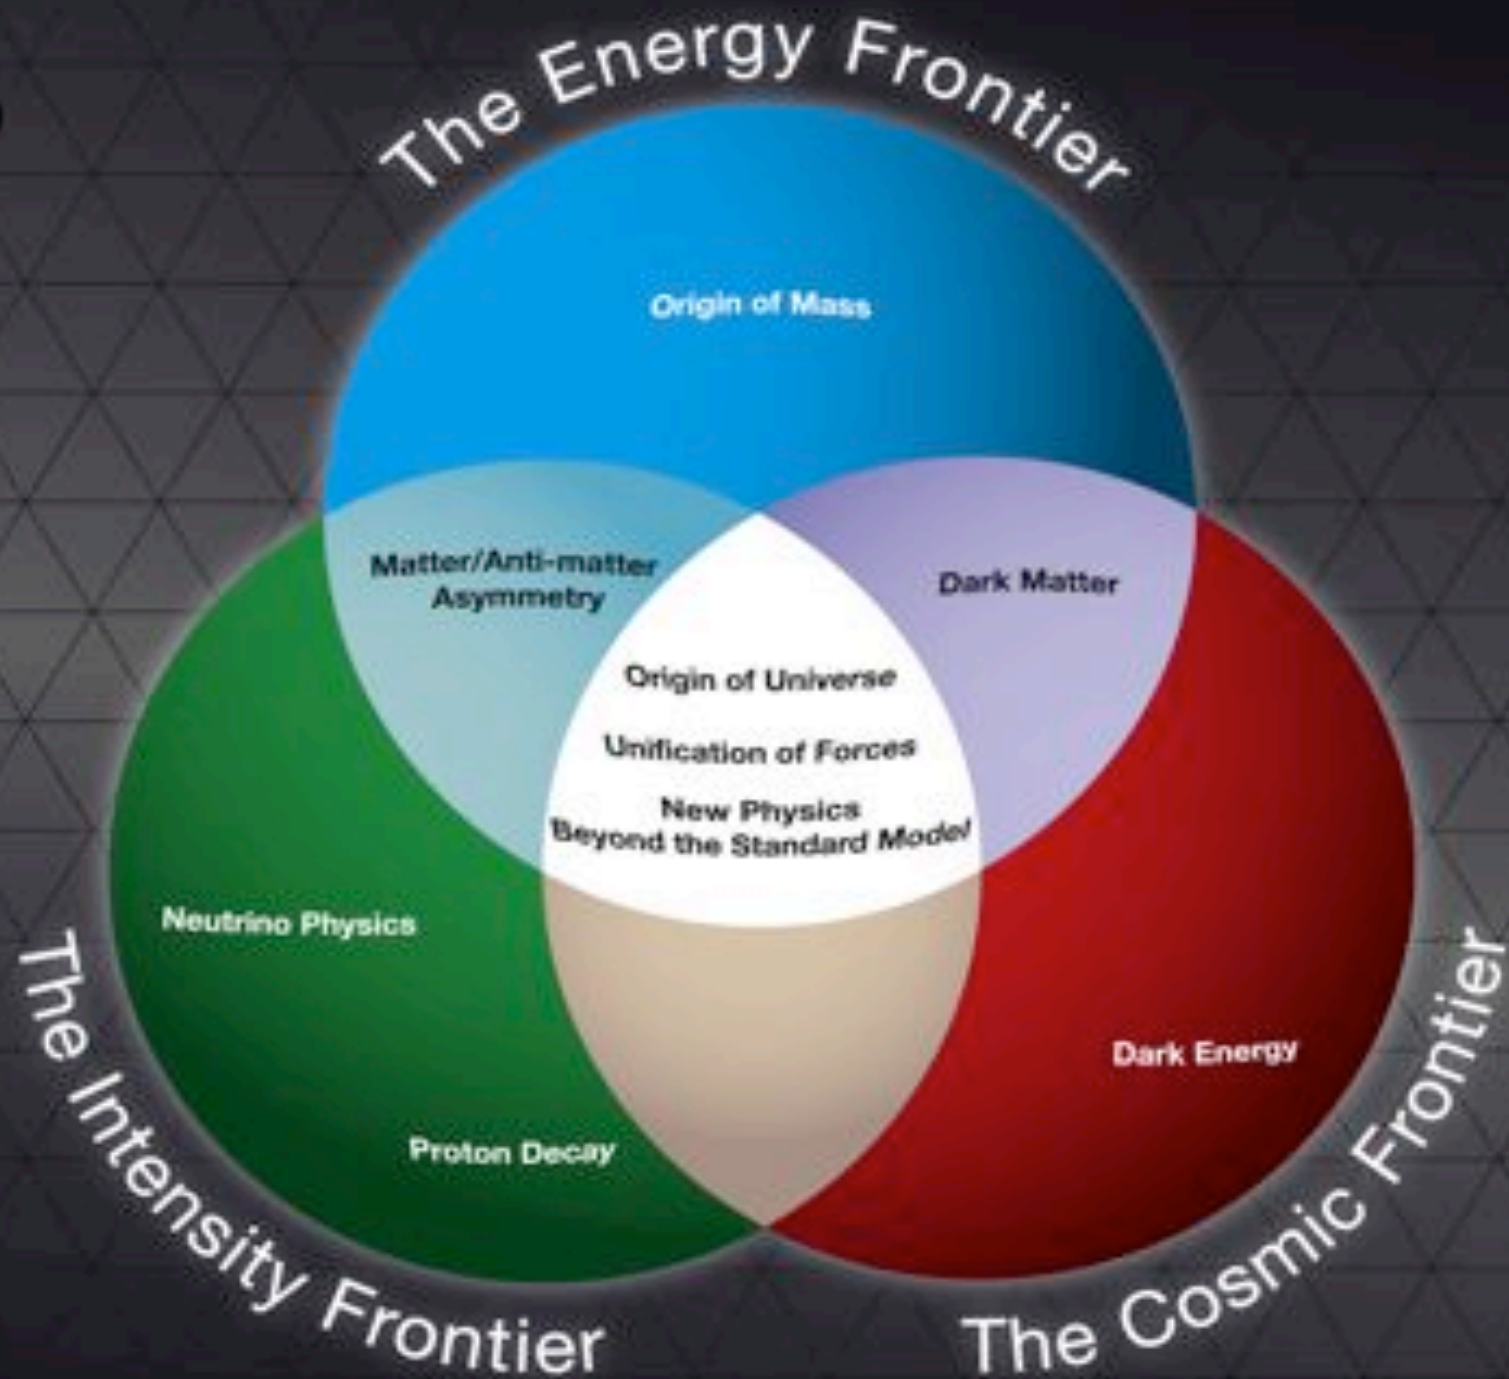 The Energy Frontier
Origin of Mass
Matter/Anti-matter
Asymmetry
Dark Matter
Origin of Universe
Unification of Forces
New Physics
Beyond the Standard Model
Neutrino Physics
Dark Energy
Proton Decay
The Intensity Frontier
The Cosmic Frontier